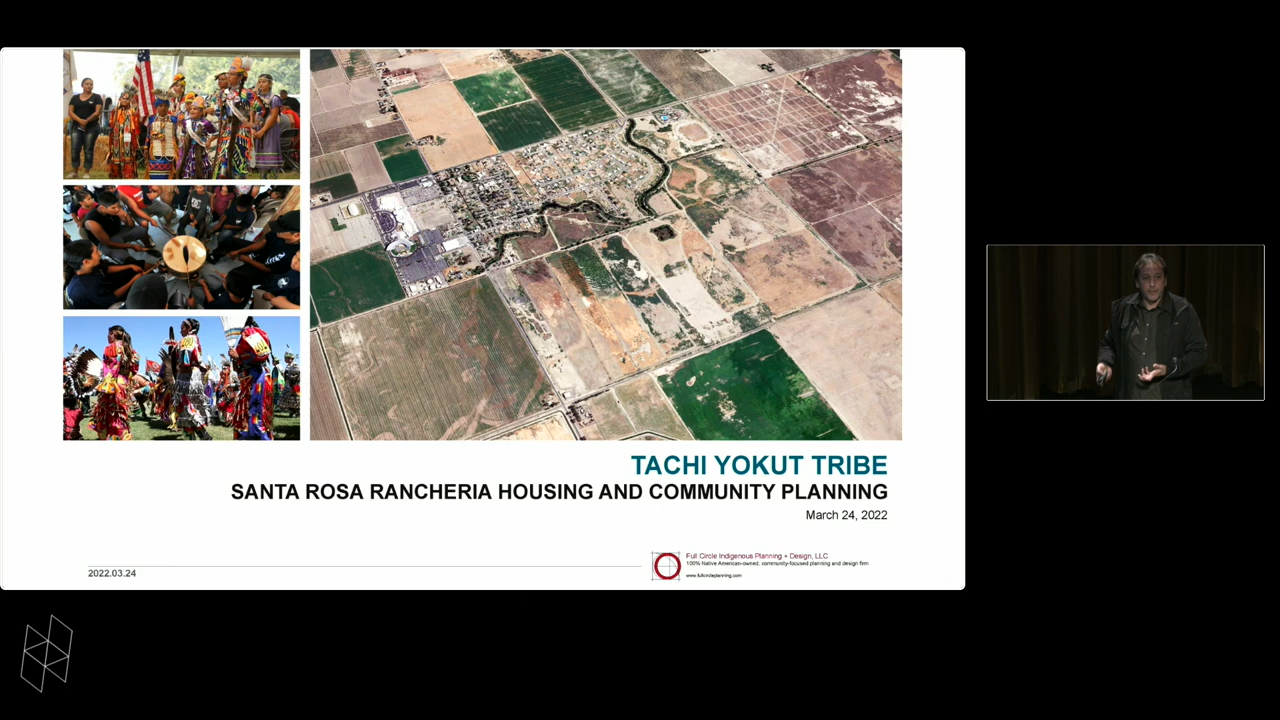 TACHI YOKUT TRIBE
SANTA ROSA RANCHERIA HOUSING AND COMMUNITY PLANNING
March 24, 2022
2022.03.24
Full Circle Indigenous Planning + Design, LLC
100% Native American-owned, community-focused planning and design firm
www.fullcircleplanning.com